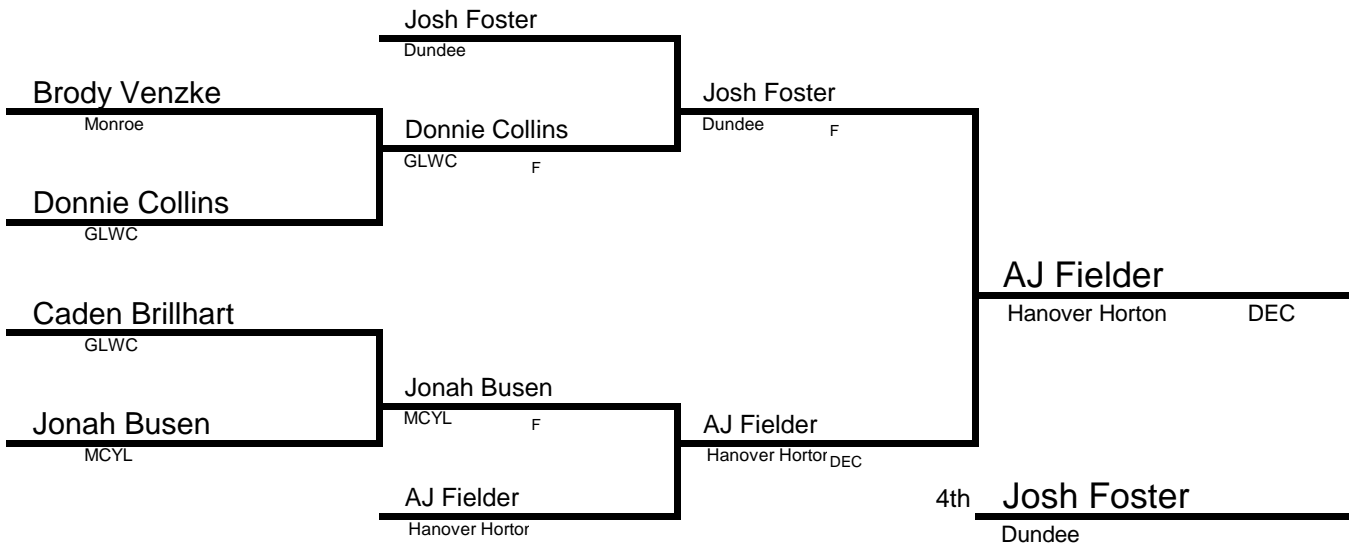 Josh Foster
Dundee
Brody Venzke
Monroe
Josh Foster
Dundee F
Donnie Collins
GLWC F
Donnie Collins
GLWC
AJ Fielder
Hanover Horton DEC
Caden Brillhart
GLWC
Jonah Busen
MCYL F
Jonah Busen
MCYL
AJ Fielder
Hanover Hortor DEC
AJ Fielder
Hanover Hortor
4th Josh Foster
Dundee